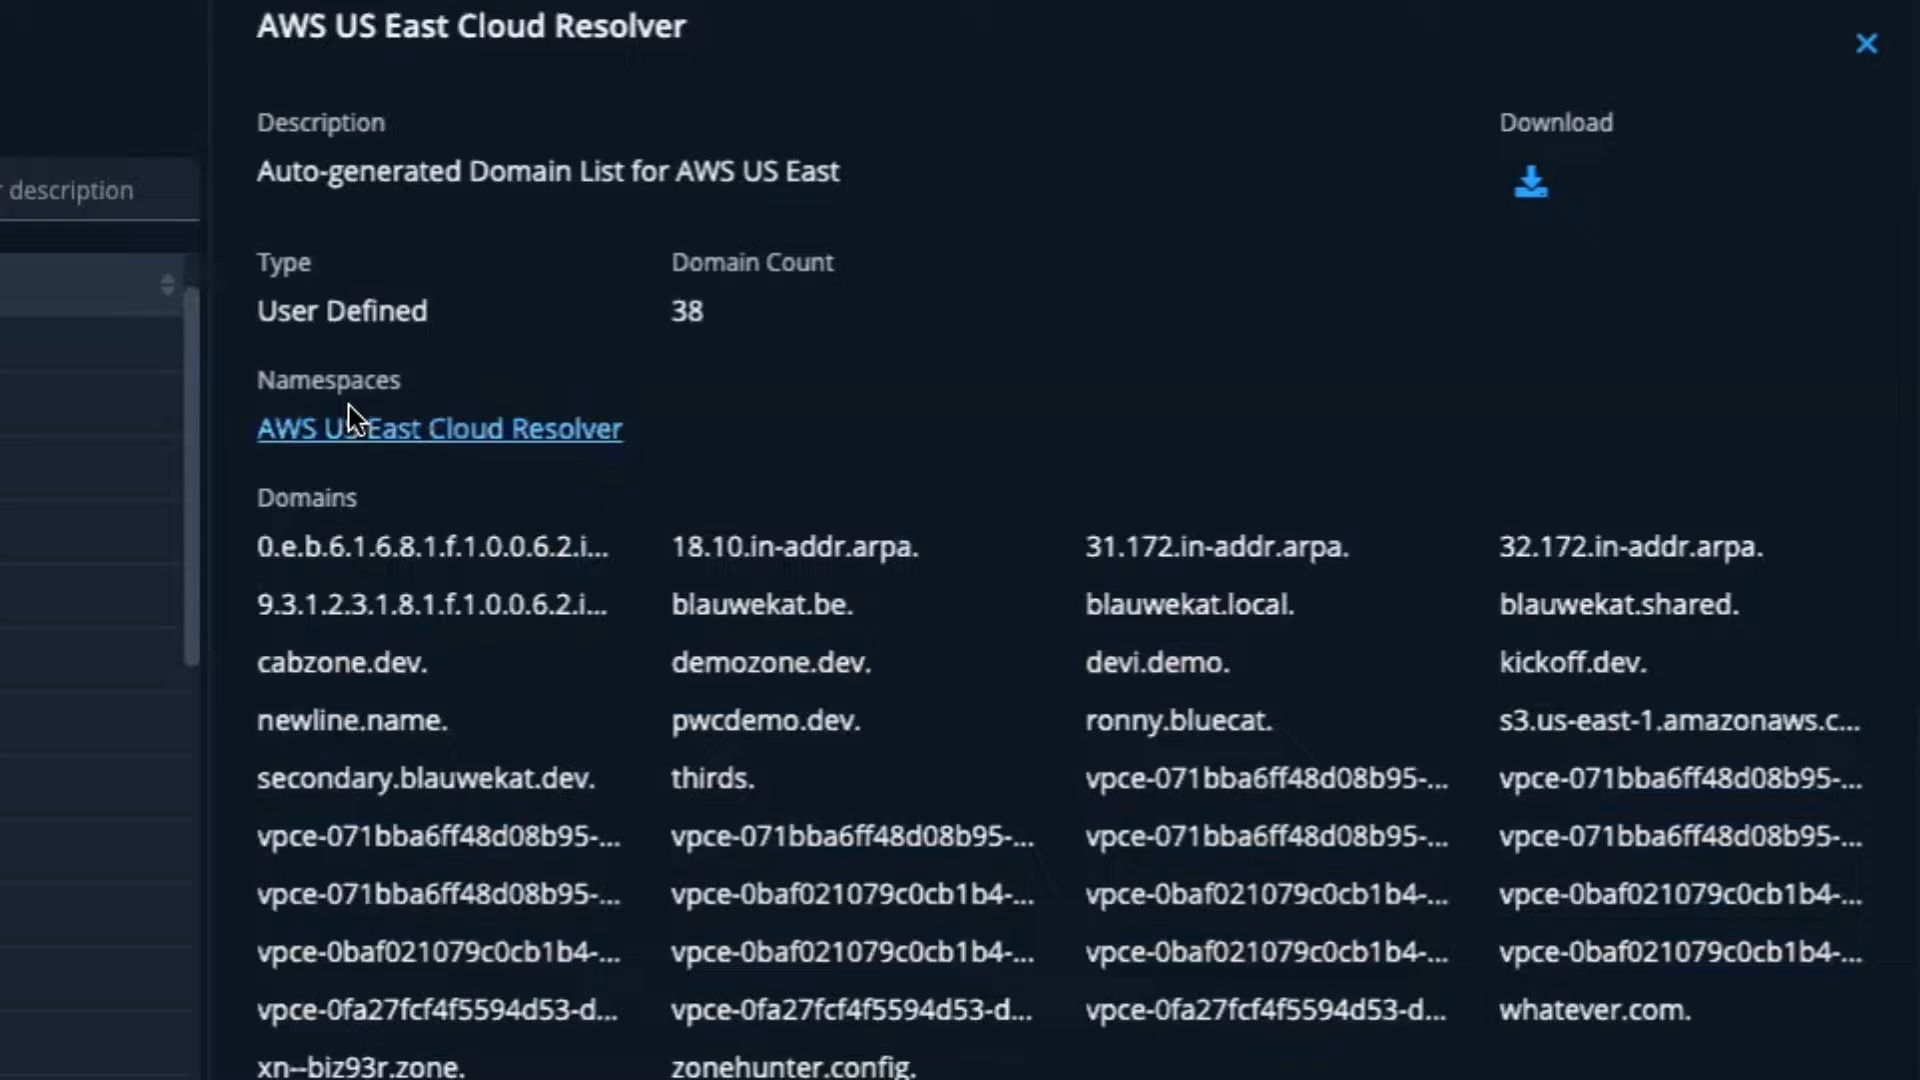 AWS US East Cloud Resolver
Description
Download
Auto-generated Domain List for AWS US East
r description
Type
Domain Count
User Defined
38
Namespaces
AWS US East Cloud Resolver
Domains
0.e.b.6.1.6.8.1.f.1.0.0.6.2.i... 18.10.in-addr.arpa. 31.172.in-addr.arpa. 32.172.in-addr.arpa.
9.3.1.2.3.1.8.1.f.1.0.0.6.2.i... blauwekat.be. blauwekat.local. blauwekat.shared.
cabzone.dev. demozone.dev. devi.demo. kickoff.dev.
newline.name. pwcdemo.dev. ronny.bluecat. s3.us-east-1.amazonaws.c...
secondary.blauwekat.dev. thirds. vpce-071bba6ff48d08b95-... vpce-071bba6ff48d08b95-...
vpce-071bba6ff48d08b95-... vpce-071bba6ff48d08b95-... vpce-071bba6ff48d08b95-... vpce-071bba6ff48d08b95-...
vpce-071bba6ff48d08b95-... vpce-0baf021079c0cb1b4-... vpce-0baf021079c0cb1b4-... vpce-0baf021079c0cb1b4-...
vpce-0baf021079c0cb1b4-... vpce-0baf021079c0cb1b4-... vpce-0baf021079c0cb1b4-... vpce-0baf021079c0cb1b4-...
vpce-0fa27fcf4f5594d53-d... vpce-0fa27fcf4f5594d53-d... vpce-0fa27fcf4f5594d53-d... whatever.com.
xn--biz93r.zone. zonehunter.config.